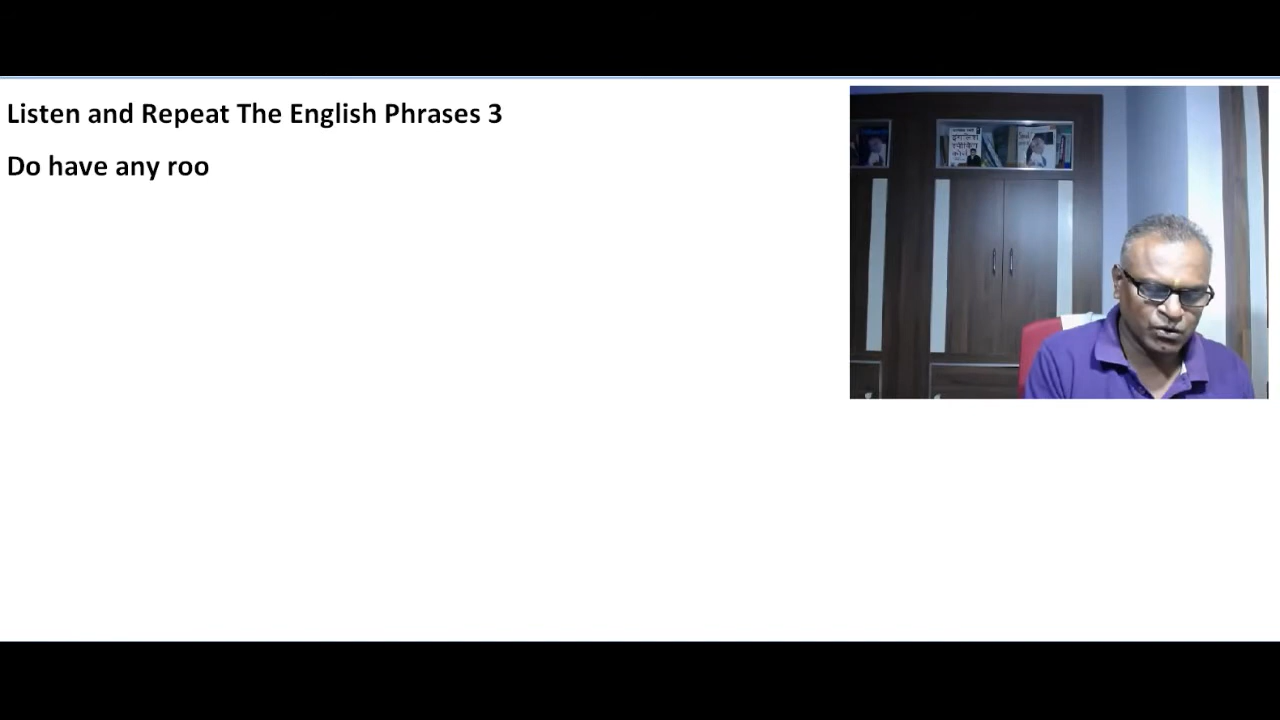 Listen and Repeat The English Phrases 3
Do have any roo